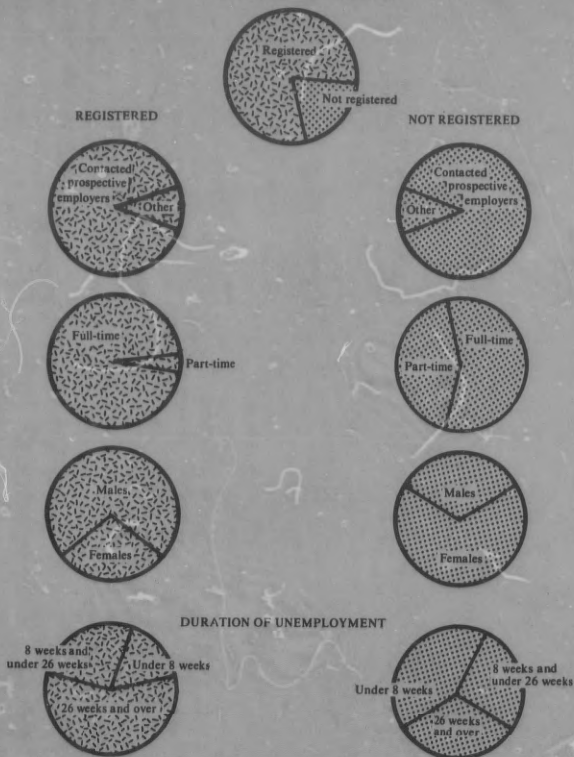 Registered
Not registered
REGISTERED
NOT REGISTERED
Contacted
prospective
employers
Other
Contacted
prospective
employers
Other
Full-time
Part-time
Full-time
Part-time
Males
Females
Males
Females
DURATION OF UNEMPLOYMENT
8 weeks and
under 26 weeks
Under 8 weeks
26 weeks and over
8 weeks and
under 26 weeks
Under 8 weeks
26 weeks
and over